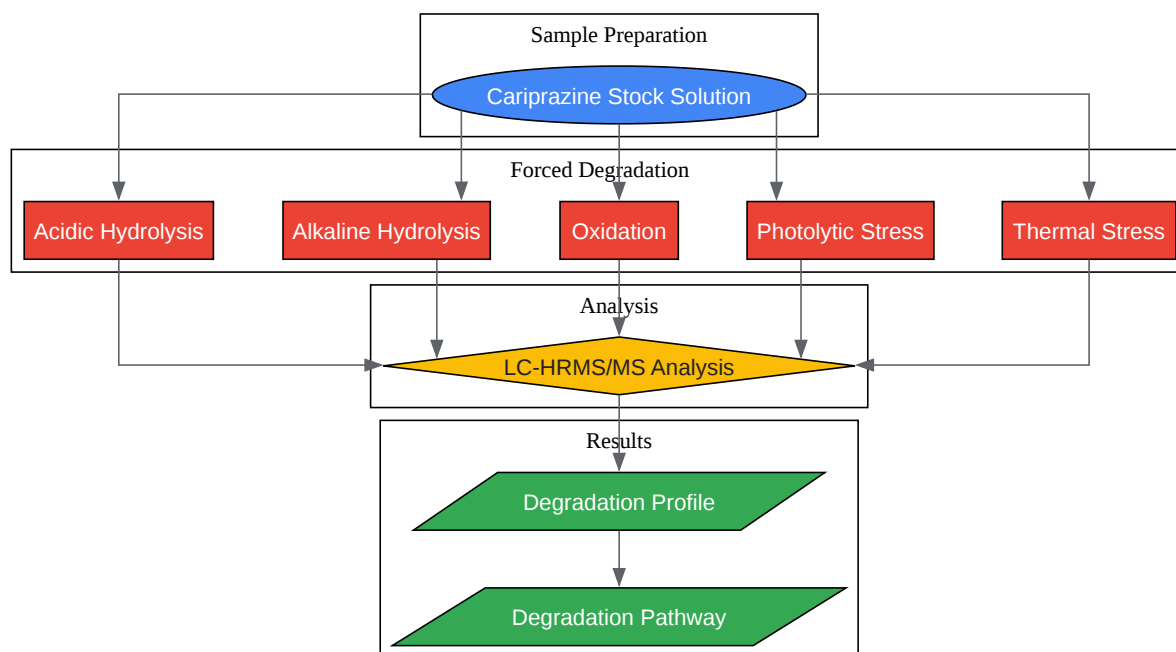 Sample Preparation
Cariprazine Stock Solution
Forced Degradation
Acidic Hydrolysis
Alkaline Hydrolysis
Oxidation
Photolytic Stress
Thermal Stress
Analysis
LC-HRMS/MS Analysis
Results
Degradation Profile
Degradation Pathway